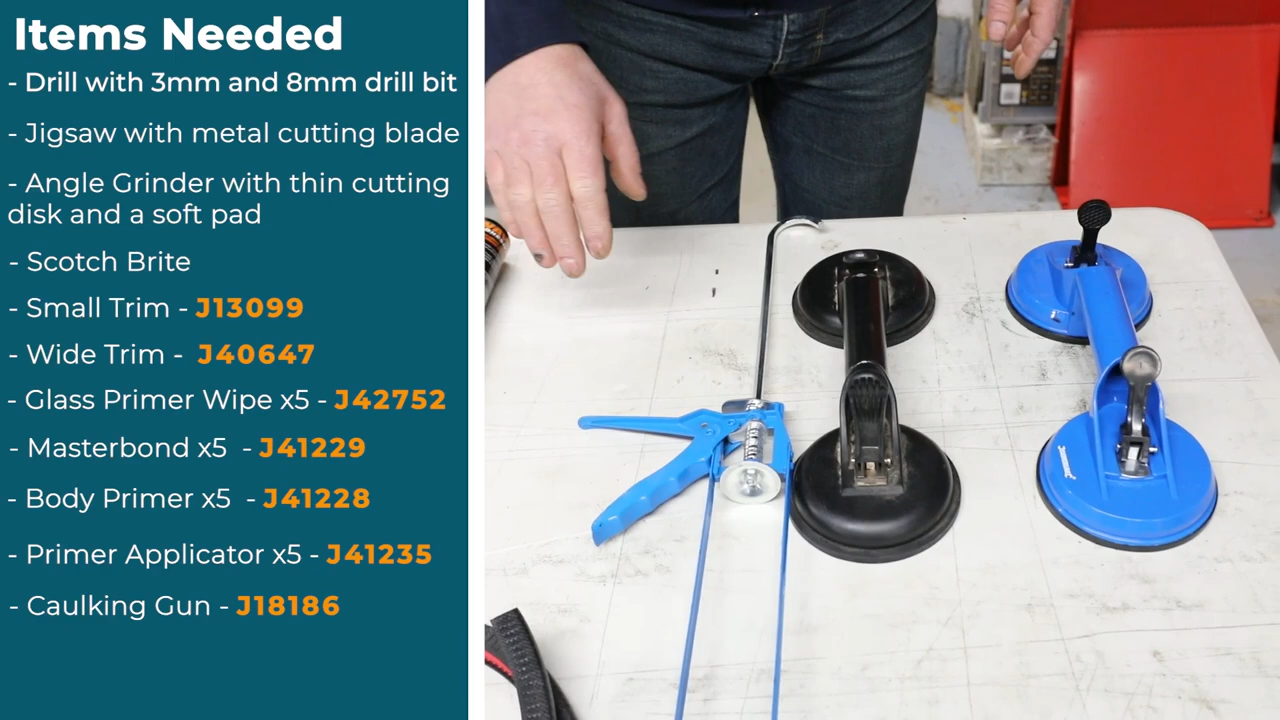 Items Needed
- Drill with 3mm and 8mm drill bit
- Jigsaw with metal cutting blade
- Angle Grinder with thin cutting
disk and a soft pad
- Scotch Brite
- Small Trim - J13099
- Wide Trim - J40647
- Glass Primer Wipe x5 - J42752
- Masterbond x5 - J41229
- Body Primer x5 - J41228
- Primer Applicator x5 - J41235
- Caulking Gun - J18186